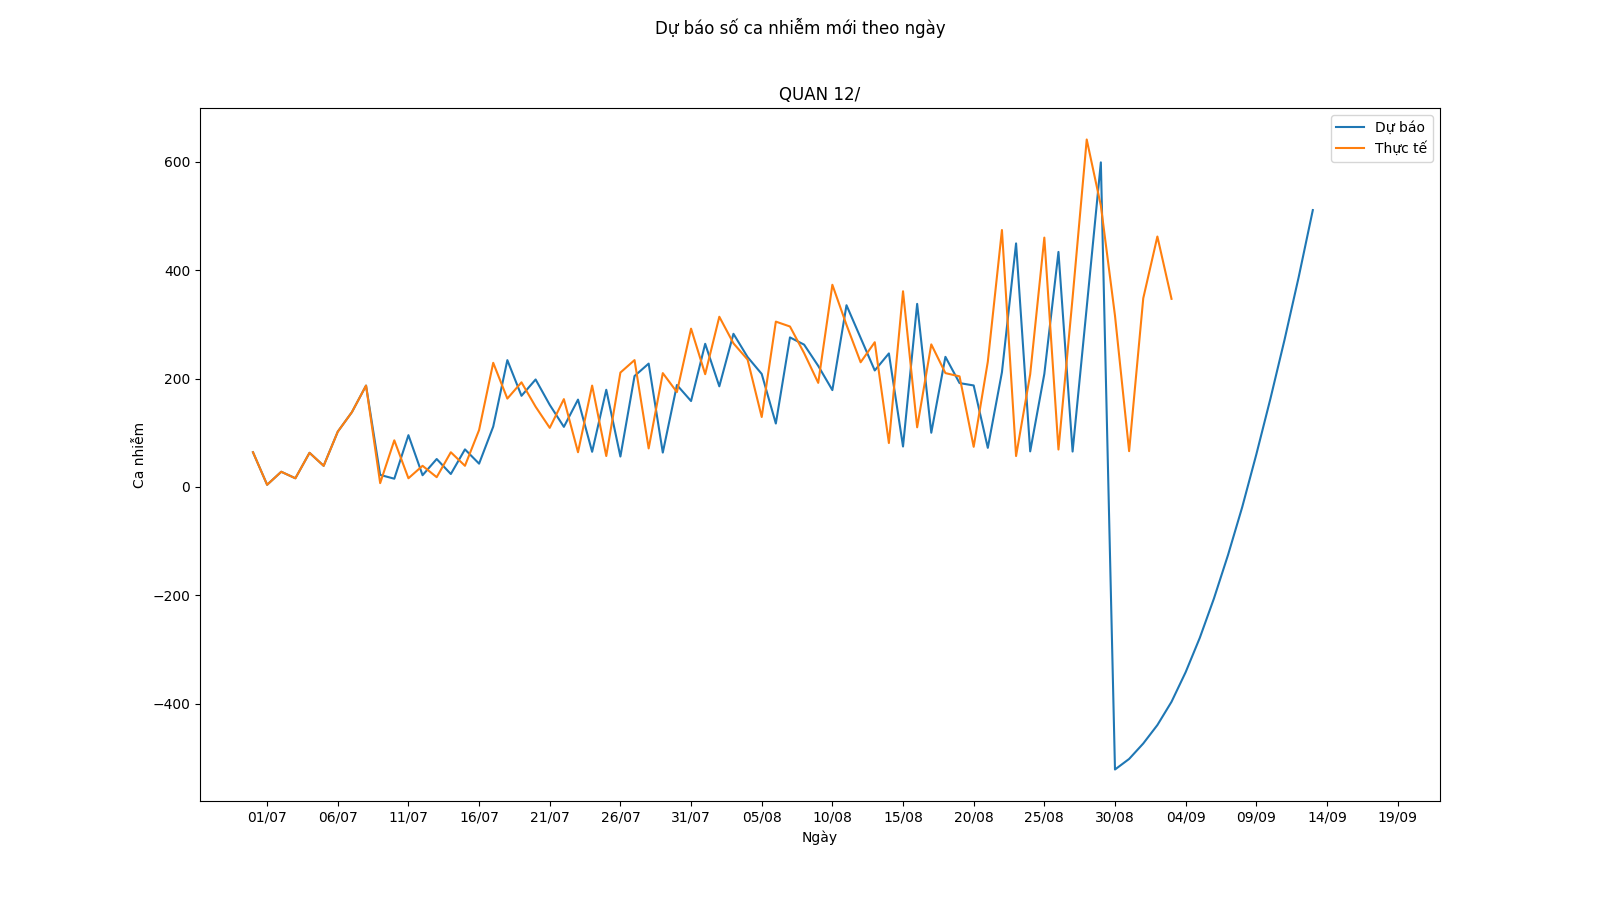 Dự báo số ca nhiễm mới theo ngày
QUAN 12/
Dự báo
Thực tế
600
400
200
0
−200
−400
Ca nhiễm
01/07 06/07 11/07 16/07 21/07 26/07 31/07 05/08 10/08 15/08 20/08 25/08 30/08 04/09 09/09 14/09 19/09
Ngày